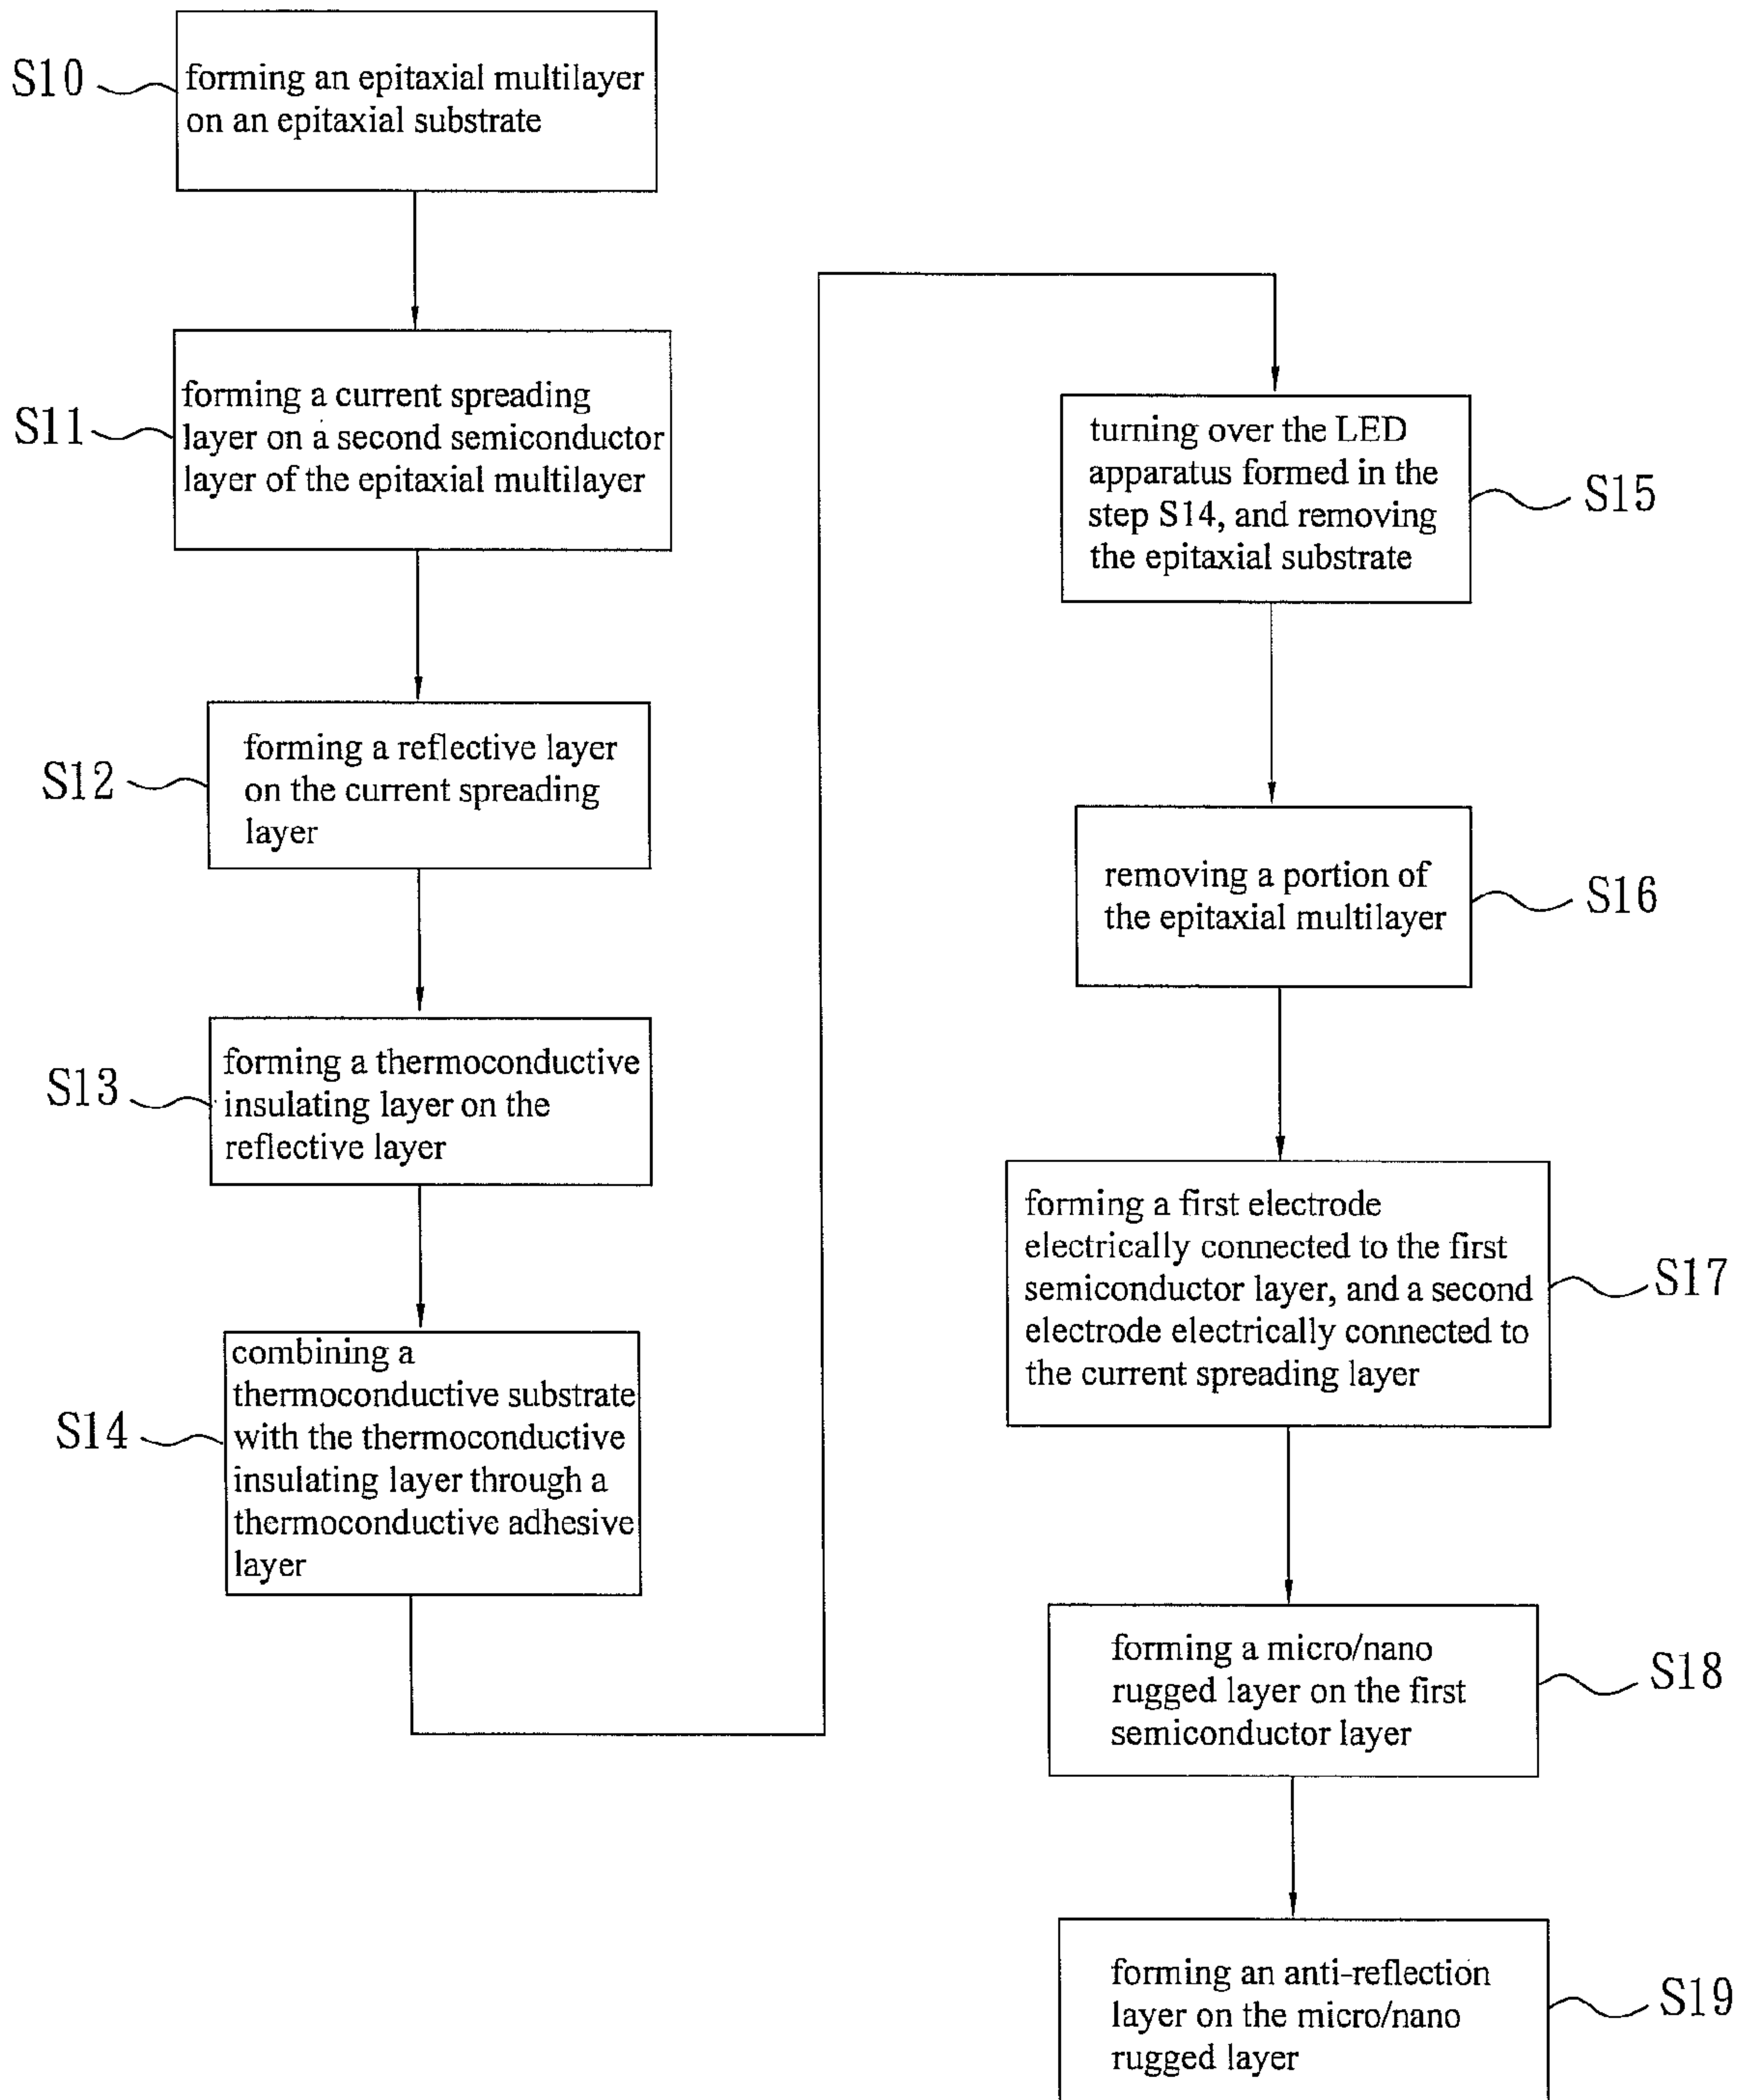 S10
forming an epitaxial multilayer
on an epitaxial substrate
S11
forming a current spreading
layer on a second semiconductor
layer of the epitaxial multilayer
S12
forming a reflective layer
on the current spreading
layer
S13
forming a thermoconductive
insulating layer on the
reflective layer
S14
combining a
thermoconductive substrate
with the thermoconductive
insulating layer through a
thermoconductive adhesive
layer
turning over the LED
apparatus formed in the
step S14, and removing
the epitaxial substrate
S15
removing a portion of
the epitaxial multilayer
S16
forming a first electrode
electrically connected to the first
semiconductor layer, and a second
electrode electrically connected to
the current spreading layer
S17
forming a micro/nano
rugged layer on the first
semiconductor layer
S18
forming an anti-reflection
layer on the micro/nano
rugged layer
S19